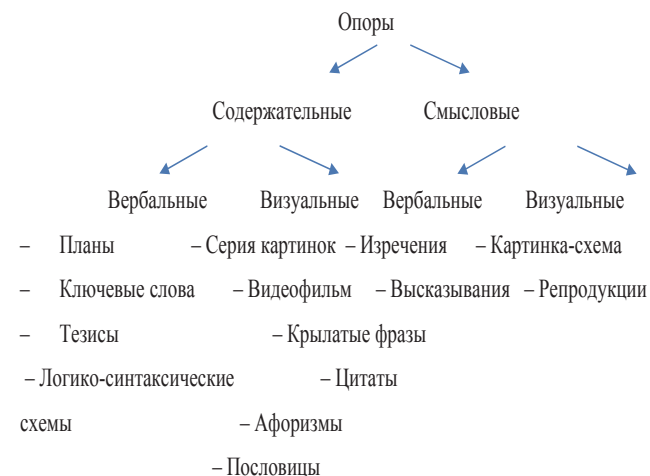 Опоры
Содержательные Смысловые
Вербальные Визуальные Вербальные Визуальные
– Планы – Серия картинок – Изречения – Картинка-схема
– Ключевые слова – Видеофильм – Высказывания – Репродукции
– Тезисы – Крылатые фразы
– Логико-синтаксические – Цитаты
схемы – Афоризмы
– Пословицы